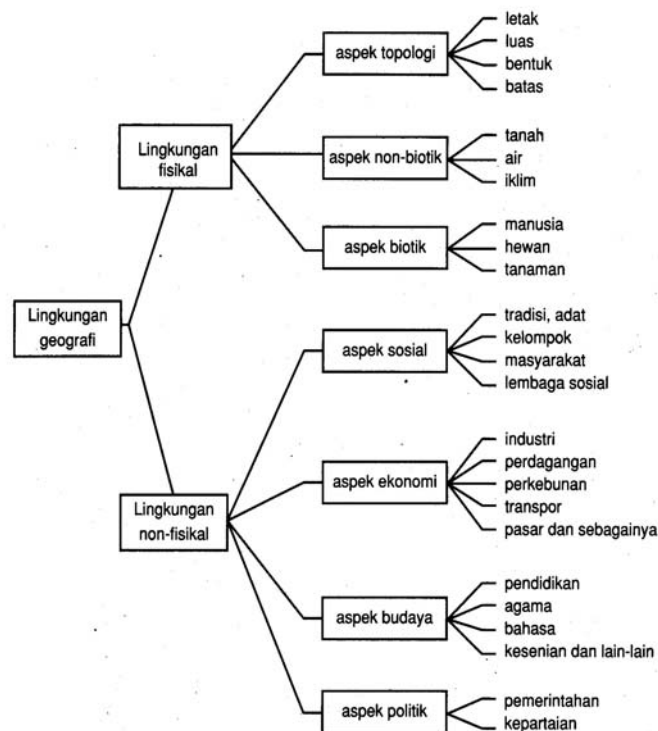 Lingkungan
geografi
Lingkungan
fisikal
aspek topologi
letak
luas
bentuk
batas
aspek non-biotik
tanah
air
iklim
aspek biotik
manusia
hewan
tanaman
Lingkungan
non-fisikal
aspek sosial
tradisi, adat
kelompok
masyarakat
lembaga sosial
aspek ekonomi
industri
perdagangan
perkebunan
transpor
pasar dan sebagainya
aspek budaya
pendidikan
agama
bahasa
kesenian dan lain-lain
aspek politik
pemerintahan
kepartaian